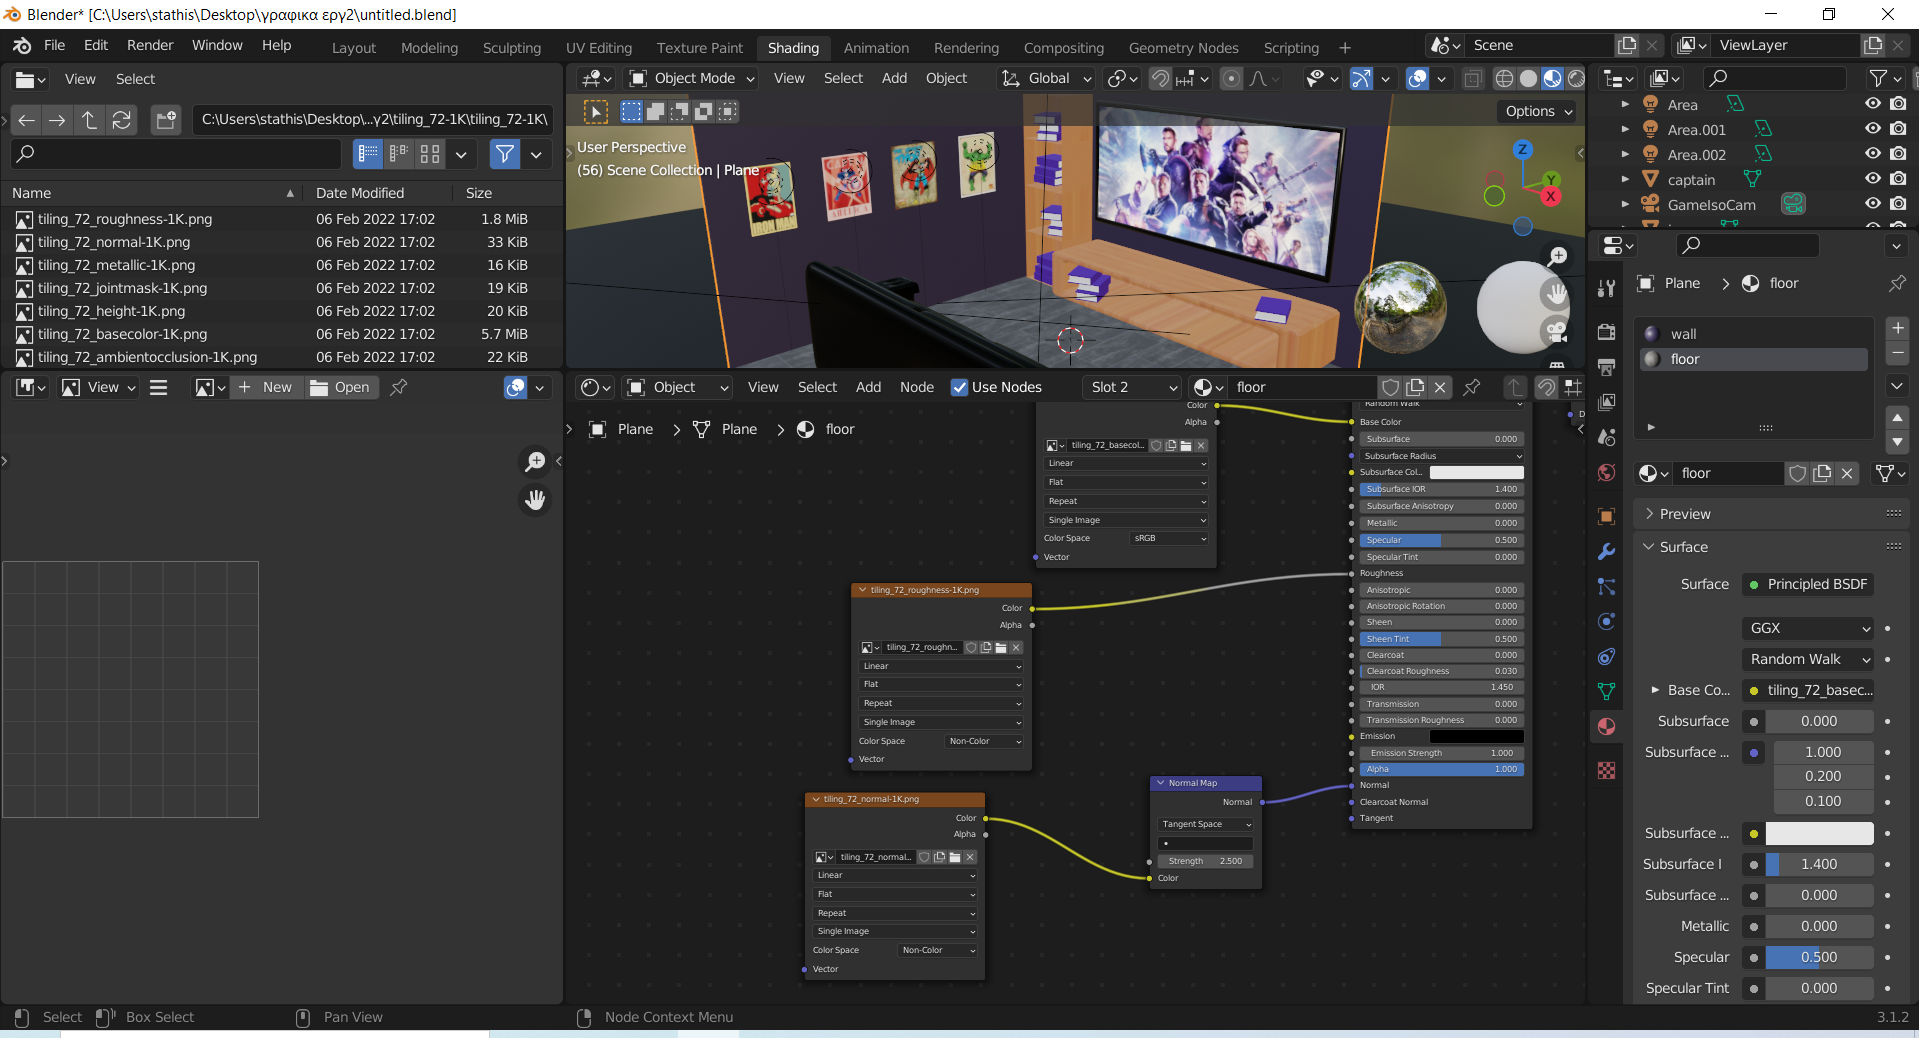 Blender* [C:\Users\stathis\Desktop\γραφικα εργ2\untitled.blend]
File Edit Render Window Help
Layout Modeling Sculpting UV Editing Texture Paint Shading Animation Rendering Compositing Geometry Nodes Scripting
Scene
ViewLayer
View Select
C:\Users\stathis\Desktop\...γ2\tiling_72-1K\tiling_72-1K\
Name Date Modified Size
tiling_72_roughness-1K.png 06 Feb 2022 17:02 1.8 MiB
tiling_72_normal-1K.png 06 Feb 2022 17:02 33 KiB
tiling_72_metallic-1K.png 06 Feb 2022 17:02 16 KiB
tiling_72_jointmask-1K.png 06 Feb 2022 17:02 19 KiB
tiling_72_height-1K.png 06 Feb 2022 17:02 20 KiB
tiling_72_basecolor-1K.png 06 Feb 2022 17:02 5.7 MiB
tiling_72_ambientocclusion-1K.png 06 Feb 2022 17:02 22 KiB
Object Mode View Select Add Object Global
Options
User Perspective
(56) Scene Collection | Plane
Z
Y
X
Area
Area.001
Area.002
captain
GameIsoCam
View New Open
Object View Select Add Node Use Nodes Slot 2 floor
Plane Plane floor
Color
Alpha
tiling_72_basecol...
Linear
Flat
Repeat
Single Image
Color Space sRGB
Vector
tiling_72_roughness-1K.png
Color
Alpha
tiling_72_roughn...
Linear
Flat
Repeat
Single Image
Color Space Non-Color
Vector
tiling_72_normal-1K.png
Color
Alpha
tiling_72_normal...
Linear
Flat
Repeat
Single Image
Color Space Non-Color
Vector
Normal Map
Normal
Tangent Space
Strength 2.500
Color
Random Walk
Base Color
Subsurface 0.000
Subsurface Radius
Subsurface Col...
Subsurface IOR 1.400
Subsurface Anisotropy 0.000
Metallic 0.000
Specular 0.500
Specular Tint 0.000
Roughness
Anisotropic 0.000
Anisotropic Rotation 0.000
Sheen 0.000
Sheen Tint 0.500
Clearcoat 0.000
Clearcoat Roughness 0.030
IOR 1.450
Transmission 0.000
Transmission Roughness 0.000
Emission
Emission Strength 1.000
Alpha 1.000
Normal
Clearcoat Normal
Tangent
Plane floor
wall
floor
floor
Preview
Surface
Surface Principled BSDF
GGX
Random Walk
Base Co... tiling_72_basec...
Subsurface 0.000
Subsurface ... 1.000
0.200
0.100
Subsurface ...
Subsurface I 1.400
Subsurface ... 0.000
Metallic 0.000
Specular 0.500
Specular Tint 0.000
Select Box Select Pan View Node Context Menu 3.1.2